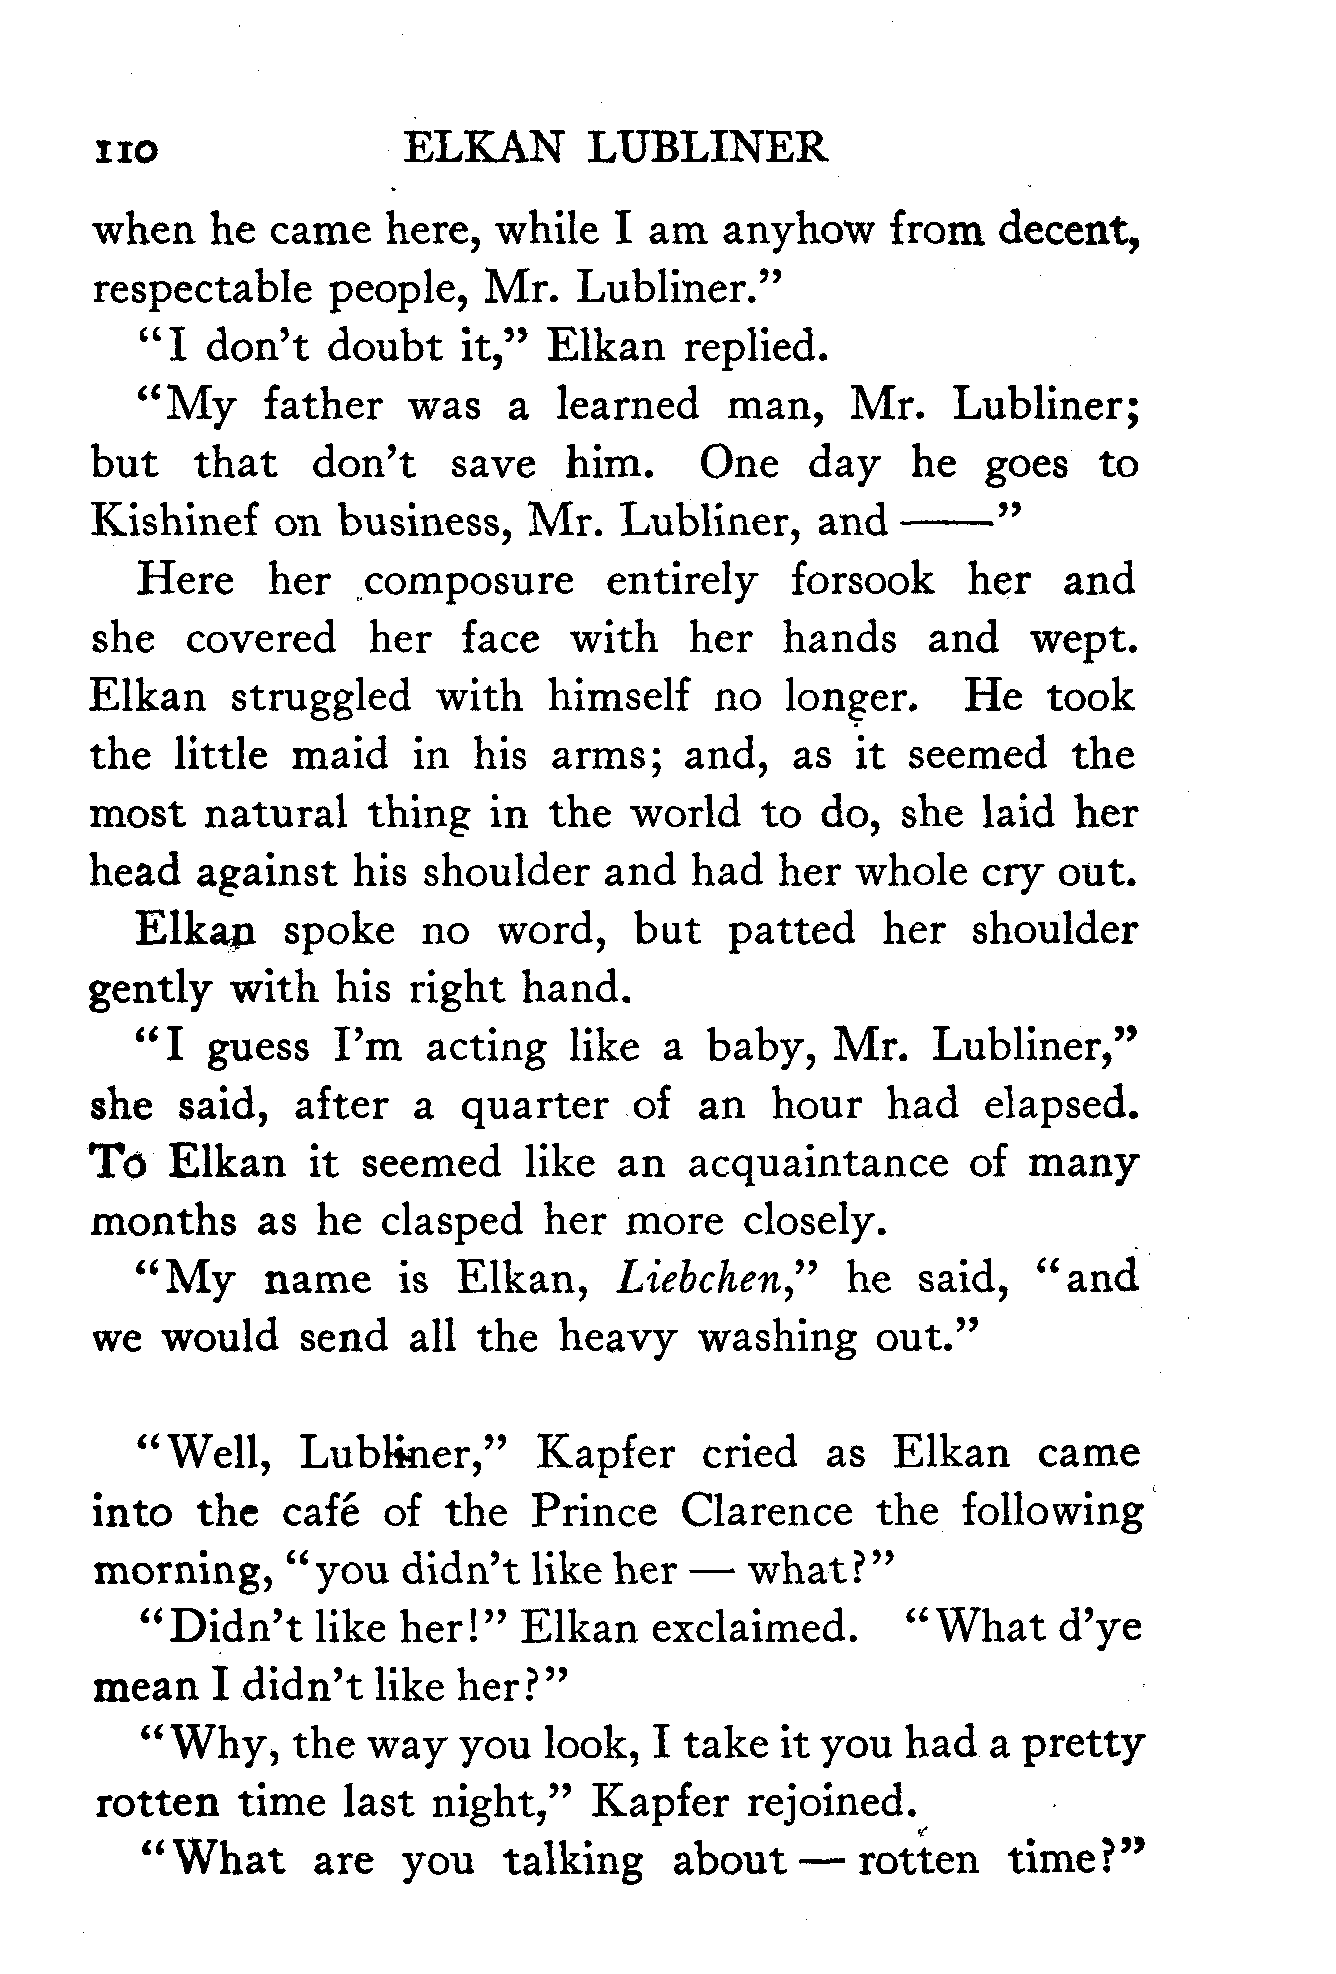 110 ELKAN LUBLINER
when he came here, while I am anyhow from decent,
respectable people, Mr. Lubliner.”
“I don’t doubt it,” Elkan replied.
“My father was a learned man, Mr. Lubliner;
but that don’t save him. One day he goes to
Kishinef on business, Mr. Lubliner, and ——”
Here her composure entirely forsook her and
she covered her face with her hands and wept.
Elkan struggled with himself no longer. He took
the little maid in his arms; and, as it seemed the
most natural thing in the world to do, she laid her
head against his shoulder and had her whole cry out.
Elkan spoke no word, but patted her shoulder
gently with his right hand.
“I guess I’m acting like a baby, Mr. Lubliner,”
she said, after a quarter of an hour had elapsed.
To Elkan it seemed like an acquaintance of many
months as he clasped her more closely.
“My name is Elkan, Liebchen,” he said, “and
we would send all the heavy washing out.”
“Well, Lubliner,” Kapfer cried as Elkan came
into the café of the Prince Clarence the following
morning, “you didn’t like her — what?”
“Didn’t like her!” Elkan exclaimed. “What d’ye
mean I didn’t like her?”
“Why, the way you look, I take it you had a pretty
rotten time last night,” Kapfer rejoined.
“What are you talking about — rotten time?”